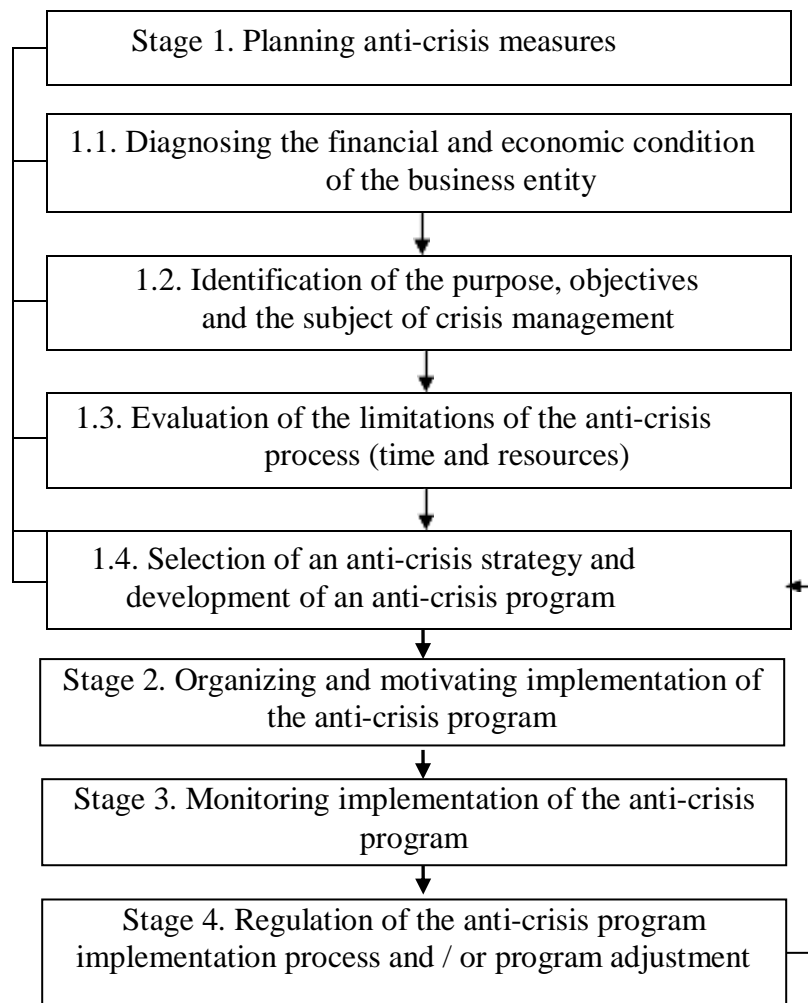 Stage 1. Planning anti-crisis measures
1.1. Diagnosing the financial and economic condition
of the business entity
1.2. Identification of the purpose, objectives
and the subject of crisis management
1.3. Evaluation of the limitations of the anti-crisis
process (time and resources)
1.4. Selection of an anti-crisis strategy and
development of an anti-crisis program
Stage 2. Organizing and motivating implementation of
the anti-crisis program
Stage 3. Monitoring implementation of the anti-crisis
program
Stage 4. Regulation of the anti-crisis program
implementation process and / or program adjustment